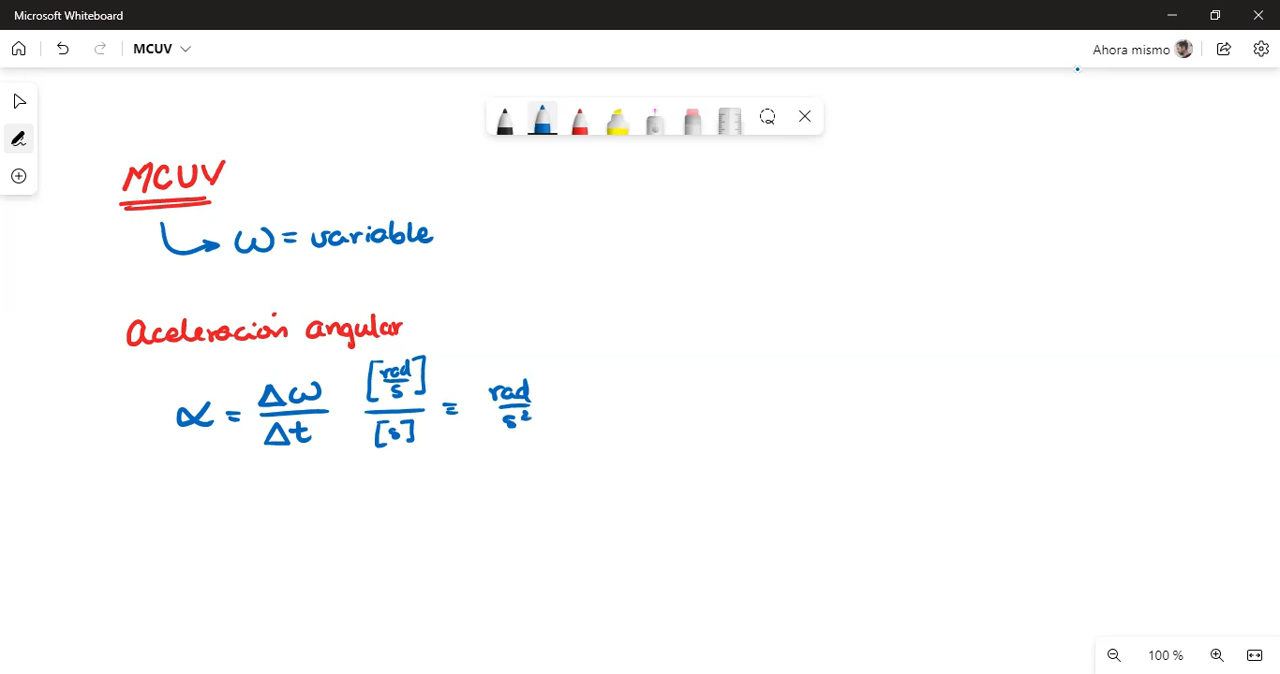 Microsoft Whiteboard
MCUV
Ahora mismo
MCUV
ω = variable
Aceleración angular
α = Δω/Δt [rad/s]/[s] = rad/s²
100 %